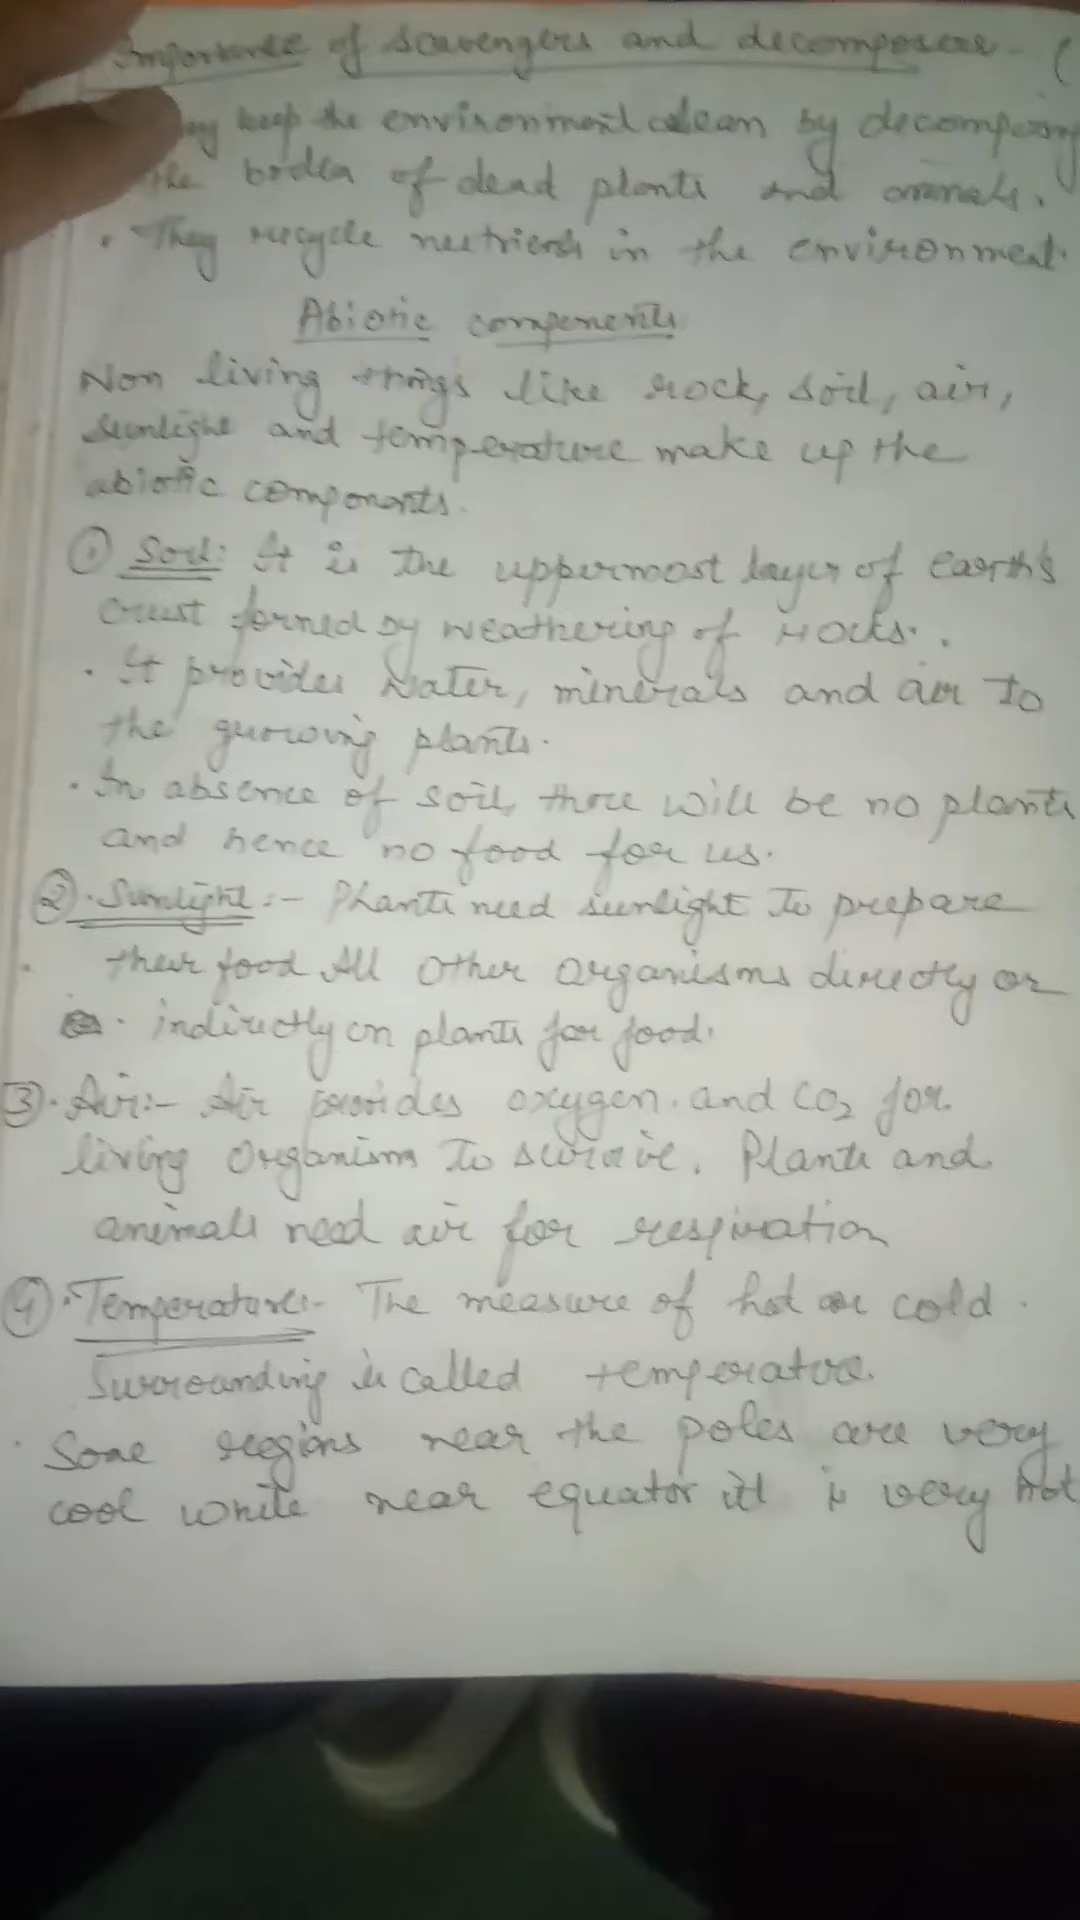 Importance of scavengers and decomposers - (
keep the environment clean by decomposing
the bodies of dead plants and animals.
• They recycle nutrients in the environment.
Abiotic components
Non living things like rock, soil, air,
sunlight and temperature make up the
abiotic components.
① Soil: It is the uppermost layer of Earth's
crust formed by weathering of rocks.
• It provides water, minerals and air to
the growing plants.
• In absence of soil, there will be no plants
and hence no food for us.
②. Sunlight :- Plants need sunlight to prepare
their food All other organisms directly or
• indirectly on plants for food.
③. Air:- Air provides oxygen. and CO₂ for
living organism to survive. Plants and
animals need air for respiration
④. Temperature:- The measure of hot or cold.
Surrounding is called temperature.
• Some regions near the poles are very
cool while near equator it is very hot